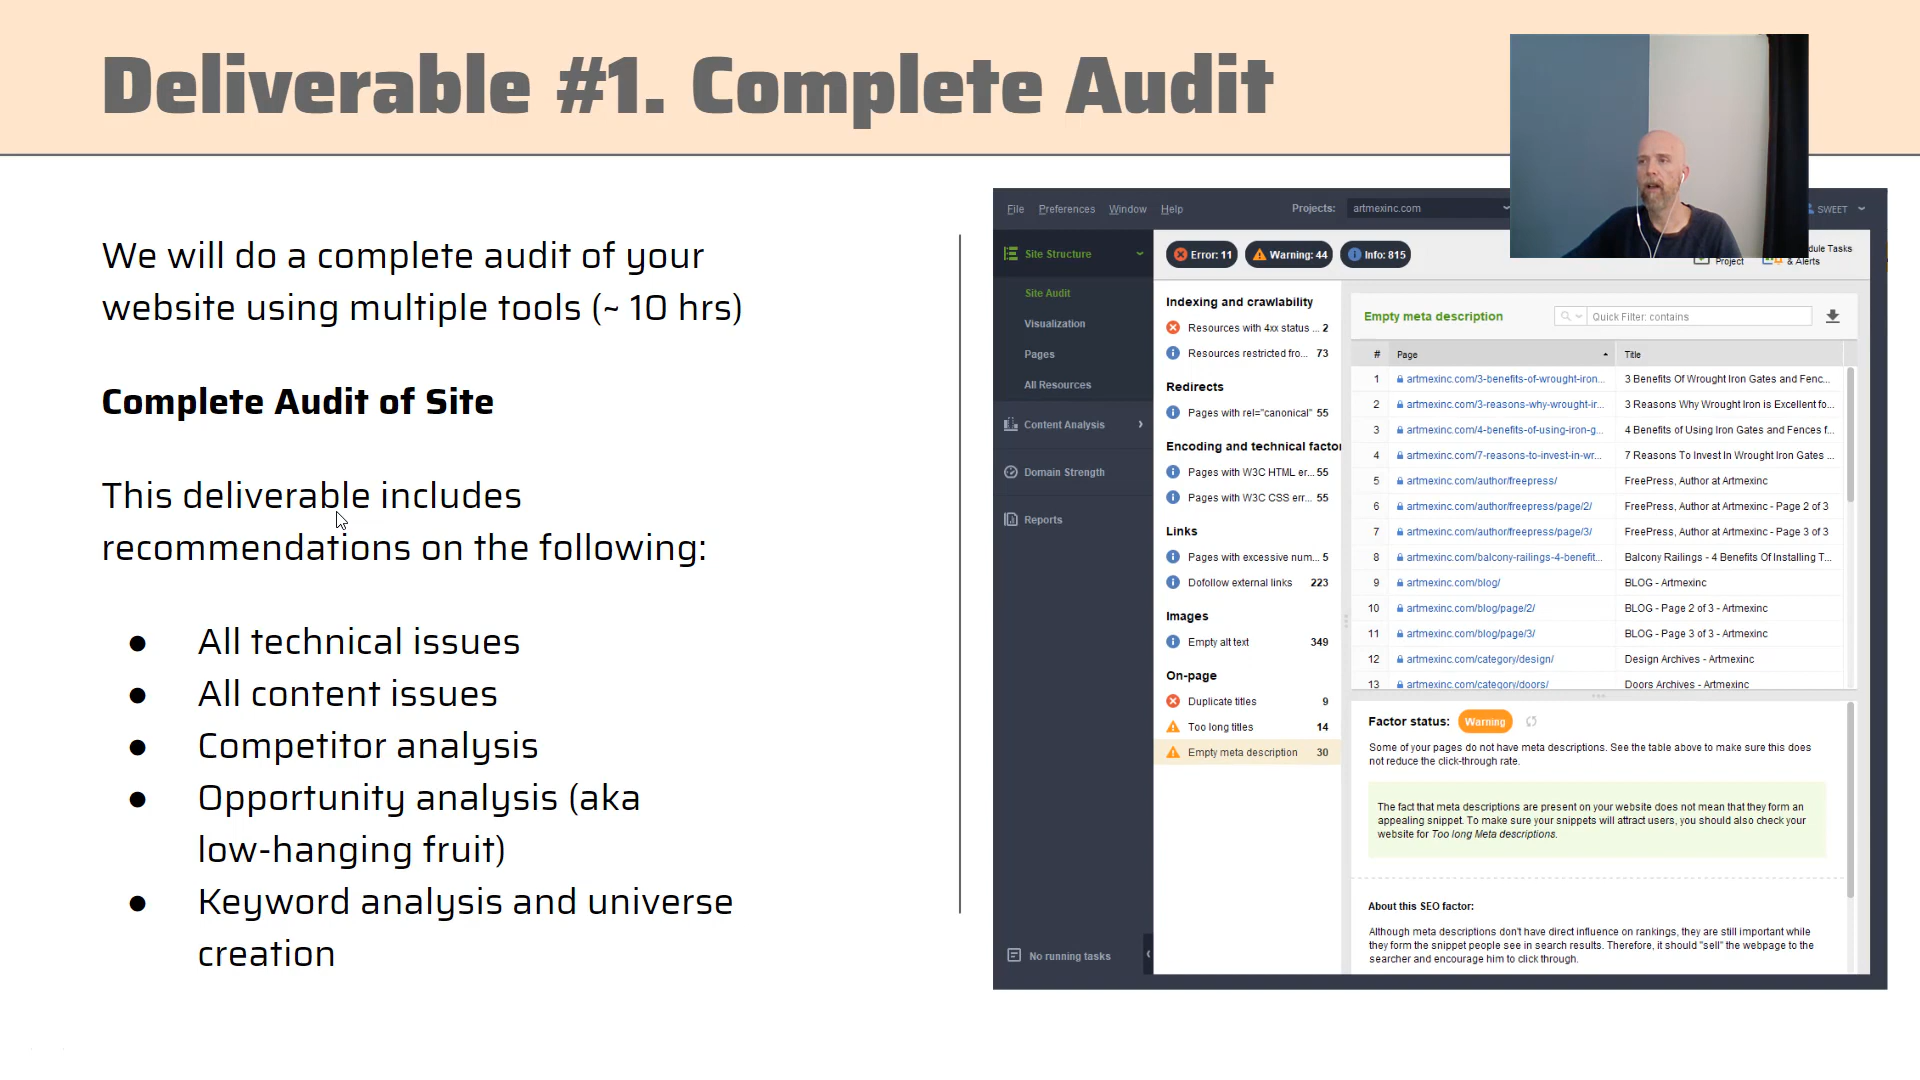 Deliverable #1. Complete Audit
We will do a complete audit of your
website using multiple tools (~ 10 hrs)
Complete Audit of Site
This deliverable includes
recommendations on the following:
● All technical issues
● All content issues
● Competitor analysis
● Opportunity analysis (aka
low-hanging fruit)
● Keyword analysis and universe
creation
File Preferences Window Help Projects: artmexinc.com SWEET
Site Structure
Site Audit
Visualization
Pages
All Resources
Content Analysis
Domain Strength
Reports
No running tasks
Error: 11 Warning: 44 Info: 815
Project
dule Tasks
& Alerts
Indexing and crawlability
Resources with 4xx status ... 2
Resources restricted fro... 73
Redirects
Pages with rel="canonical" 55
Encoding and technical factor
Pages with W3C HTML er... 55
Pages with W3C CSS err... 55
Links
Pages with excessive num... 5
Dofollow external links 223
Images
Empty alt text 349
On-page
Duplicate titles 9
Too long titles 14
Empty meta description 30
Empty meta description Quick Filter: contains
# Page Title
1 artmexinc.com/3-benefits-of-wrought-iron... 3 Benefits Of Wrought Iron Gates and Fenc...
2 artmexinc.com/3-reasons-why-wrought-ir... 3 Reasons Why Wrought Iron is Excellent fo...
3 artmexinc.com/4-benefits-of-using-iron-g... 4 Benefits of Using Iron Gates and Fences f...
4 artmexinc.com/7-reasons-to-invest-in-wr... 7 Reasons To Invest In Wrought Iron Gates ...
5 artmexinc.com/author/freepress/ FreePress, Author at Artmexinc
6 artmexinc.com/author/freepress/page/2/ FreePress, Author at Artmexinc - Page 2 of 3
7 artmexinc.com/author/freepress/page/3/ FreePress, Author at Artmexinc - Page 3 of 3
8 artmexinc.com/balcony-railings-4-benefit... Balcony Railings - 4 Benefits Of Installing T...
9 artmexinc.com/blog/ BLOG - Artmexinc
10 artmexinc.com/blog/page/2/ BLOG - Page 2 of 3 - Artmexinc
11 artmexinc.com/blog/page/3/ BLOG - Page 3 of 3 - Artmexinc
12 artmexinc.com/category/design/ Design Archives - Artmexinc
13 artmexinc.com/category/doors/ Doors Archives - Artmexinc
Factor status: Warning
Some of your pages do not have meta descriptions. See the table above to make sure this does
not reduce the click-through rate.
The fact that meta descriptions are present on your website does not mean that they form an
appealing snippet. To make sure your snippets will attract users, you should also check your
website for Too long Meta descriptions.
About this SEO factor:
Although meta descriptions don't have direct influence on rankings, they are still important while
they form the snippet people see in search results. Therefore, it should "sell" the webpage to the
searcher and encourage him to click through.